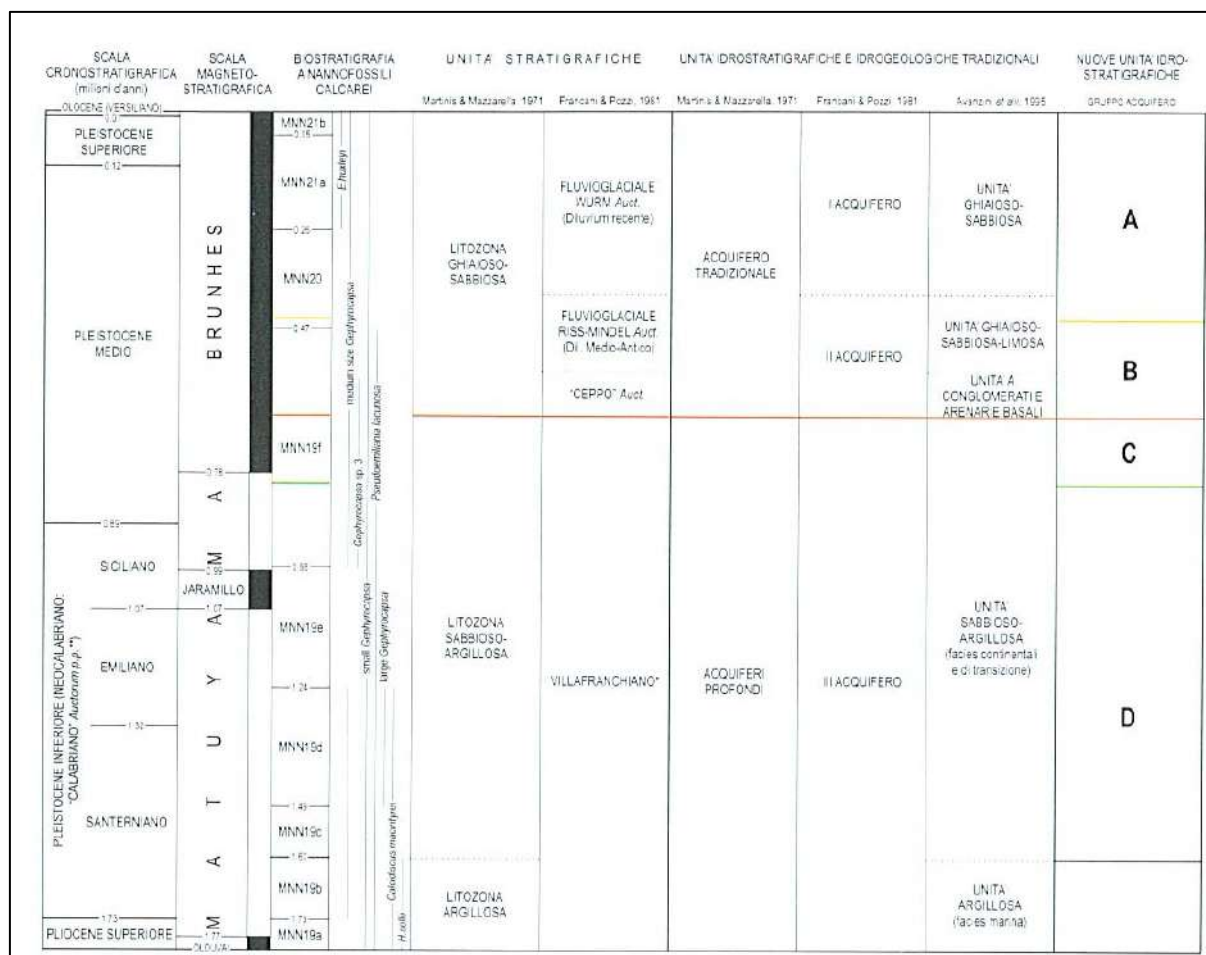 SCALA
CRONOSTRATIGRAFICA
(milioni d'anni)
SCALA
MAGNETO-
STRATIGRAFICA
BIOSTRATIGRAFIA
A NANNOFOSSILI
CALCAREI
UNITA' STRATIGRAFICHE
Martinis & Mazzarella, 1971
Francani & Pozzi, 1981
UNITA' IDROSTRATIGRAFICHE E IDROGEOLOGICHE TRADIZIONALI
Martinis & Mazzarella, 1971
Francani & Pozzi, 1981
Avanzini et alii, 1995
NUOVE UNITA' IDRO-
STRATIGRAFICHE
GRUPPO ACQUIFERO
OLOCENE (VERSILIANO)
PLEISTOCENE
SUPERIORE
0.12
PLEISTOCENE
MEDIO
0.89
PLEISTOCENE INFERIORE (NEOCALABRIANO:
"CALABRIANO" Auctorum p.p.**)
SICILIANO
1.07
EMILIANO
SANTERNIANO
1.73
PLIOCENE SUPERIORE
BRUNHES
0.78
MATUYAMA
0.99
JARAMILLO
1.07
1.77
OLDUVAI
MNN21b
0.15
MNN21a
0.26
MNN20
0.47
MNN19f
MNN19e
1.24
MNN19d
MNN19c
MNN19b
1.73
MNN19a
E.huxleyi
medium size Gephyrocapsa
Gephyrocapsa sp. 3
Pseudoemiliania lacunosa
small Gephyrocapsa
large Gephyrocapsa
Calcidiscus macintyrei
H.sellii
LITOZONA
GHIAIOSO-
SABBIOSA
LITOZONA
SABBIOSO-
ARGILLOSA
LITOZONA
ARGILLOSA
FLUVIOGLACIALE
WURM Auct.
(Diluvium recente)
FLUVIOGLACIALE
RISS-MINDEL Auct.
(Dil. Medio-Antico)
"CEPPO" Auct.
VILLAFRANCHIANO*
ACQUIFERO
TRADIZIONALE
ACQUIFERI
PROFONDI
I ACQUIFERO
II ACQUIFERO
III ACQUIFERO
UNITA'
GHIAIOSO-
SABBIOSA
UNITA' GHIAIOSO-
SABBIOSA-LIMOSA
UNITA' A
CONGLOMERATI E
ARENARIE BASALI
UNITA'
SABBIOSO-
ARGILLOSA
(facies continentali
e di transizione)
UNITA'
ARGILLOSA
(facies marina)
A
B
C
D